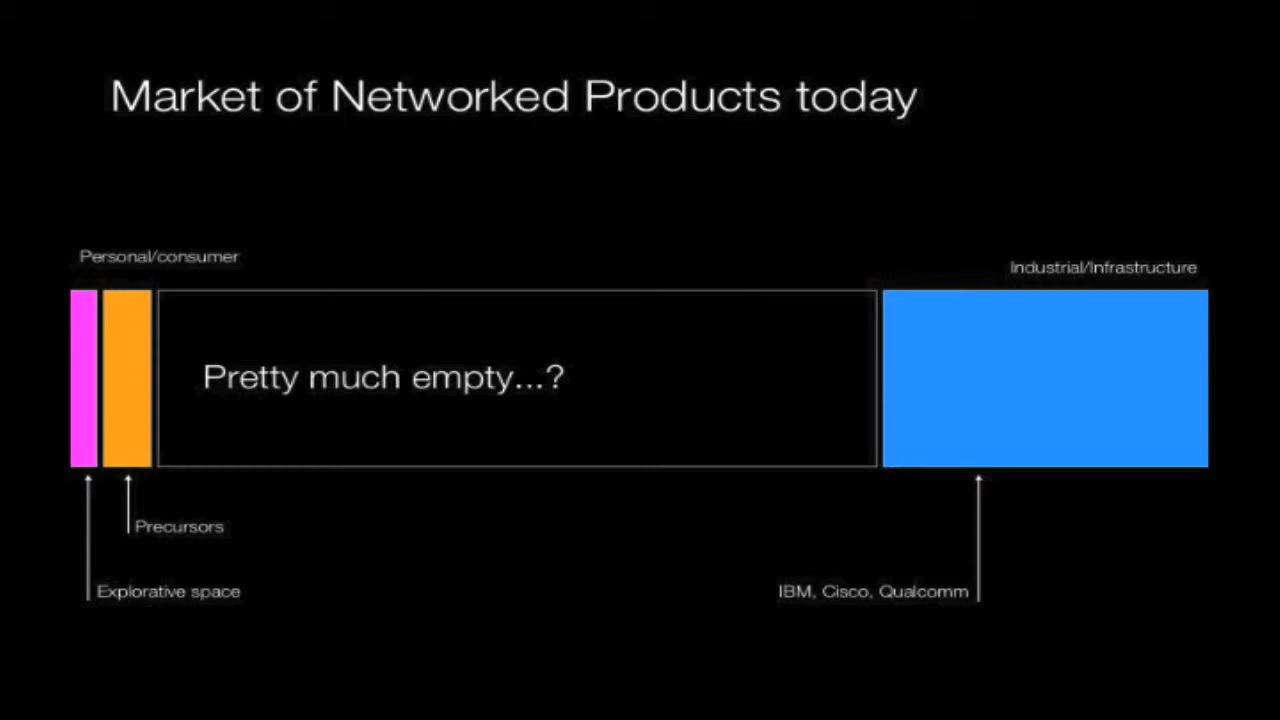 Market of Networked Products today
Personal/consumer
Industrial/Infrastructure
Pretty much empty...?
Precursors
Explorative space
IBM, Cisco, Qualcomm